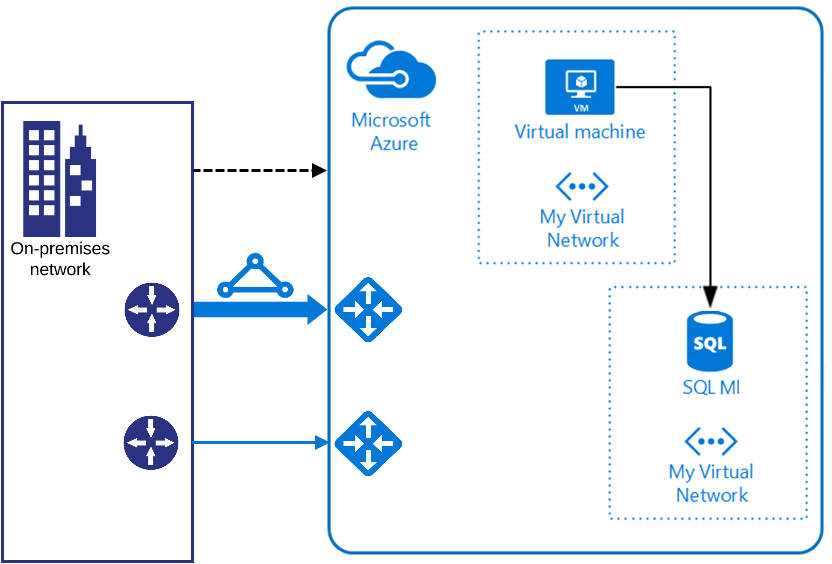 Microsoft
Azure
VM
Virtual machine
My Virtual
Network
On-premises
network
SQL
SQL MI
My Virtual
Network